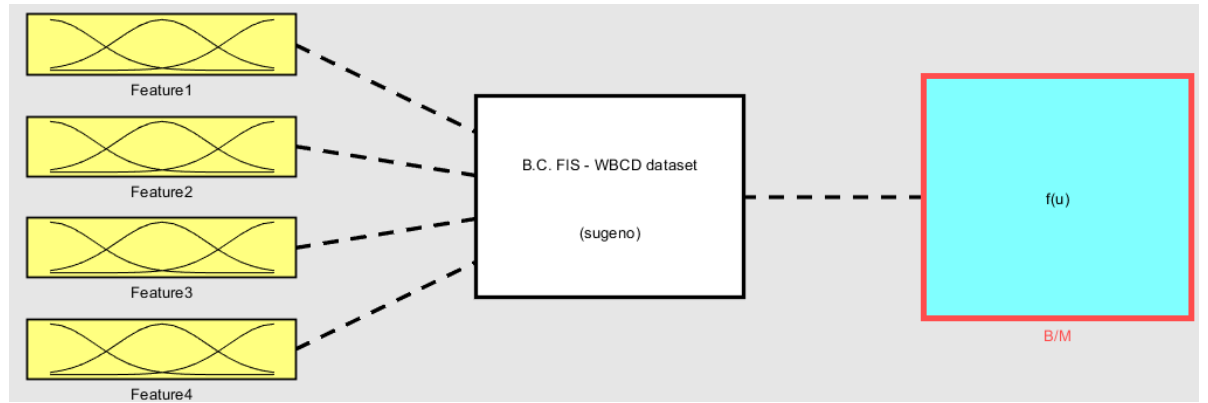 Feature1
Feature2
Feature3
Feature4
B.C. FIS - WBCD dataset
(sugeno)
f(u)
B/M